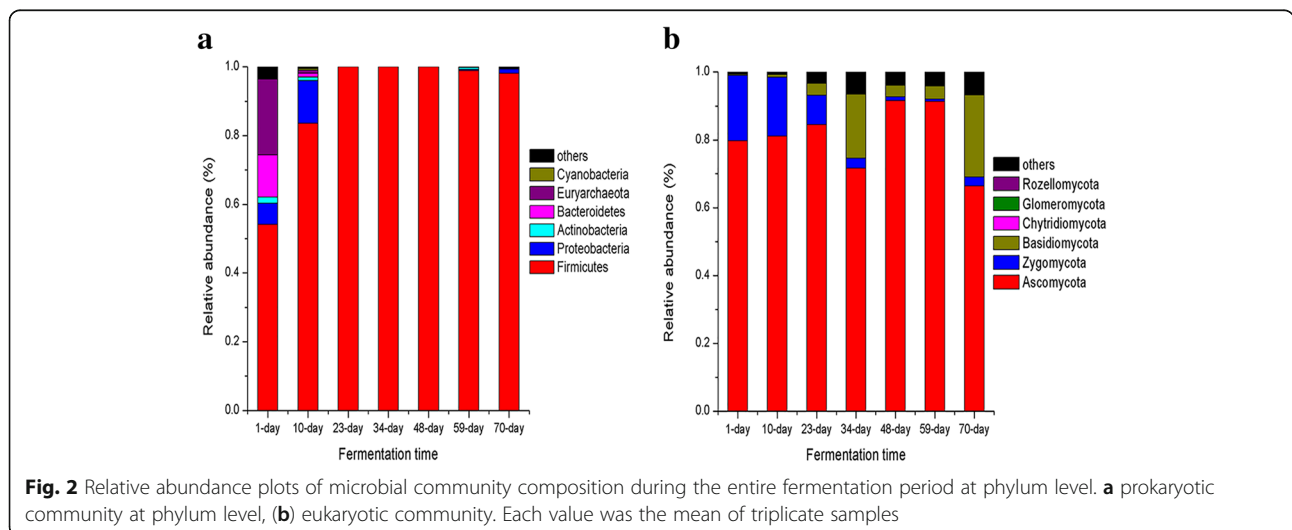 a
1.0
0.8
0.6
0.4
0.2
0.0
Relative abundance (%)
1-day 10-day 23-day 34-day 48-day 59-day 70-day
Fermentation time
others
Cyanobacteria
Euryarchaeota
Bacteroidetes
Actinobacteria
Proteobacteria
Firmicutes
b
1.0
0.8
0.6
0.4
0.2
0.0
Relative abundance (%)
1-day 10-day 23-day 34-day 48-day 59-day 70-day
Fermentation time
others
Rozellomycota
Glomeromycota
Chytridiomycota
Basidiomycota
Zygomycota
Ascomycota
Fig. 2 Relative abundance plots of microbial community composition during the entire fermentation period at phylum level. a prokaryotic
community at phylum level, (b) eukaryotic community. Each value was the mean of triplicate samples